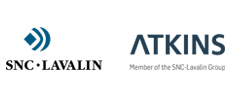 ATKINS
SNC•LAVALIN
Member of the SNC-Lavalin Group